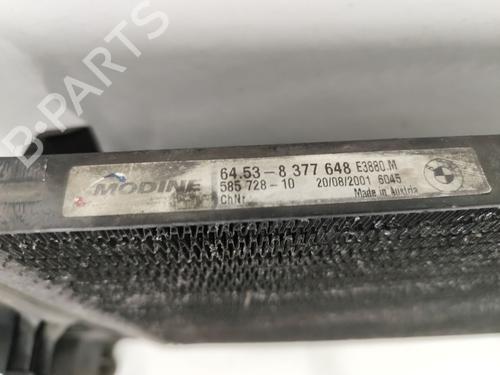 MODINE
64.53-8 377 648 E3880.M
585 728-10 20/08/2001 6045
ChNr. Made in Austria
BMW
B PARTS